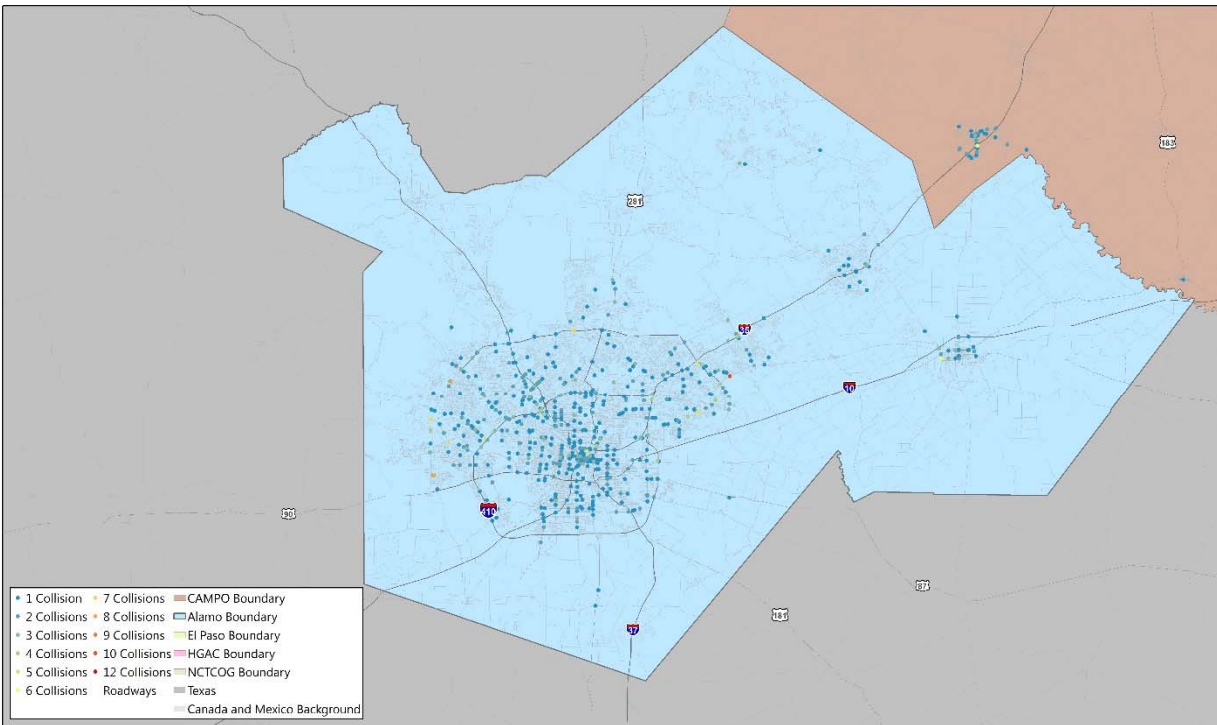 183
281
35
10
90
410
87
181
37
1 Collision
2 Collisions
3 Collisions
4 Collisions
5 Collisions
6 Collisions
7 Collisions
8 Collisions
9 Collisions
10 Collisions
12 Collisions
Roadways
CAMPO Boundary
Alamo Boundary
El Paso Boundary
HGAC Boundary
NCTCOG Boundary
Texas
Canada and Mexico Background